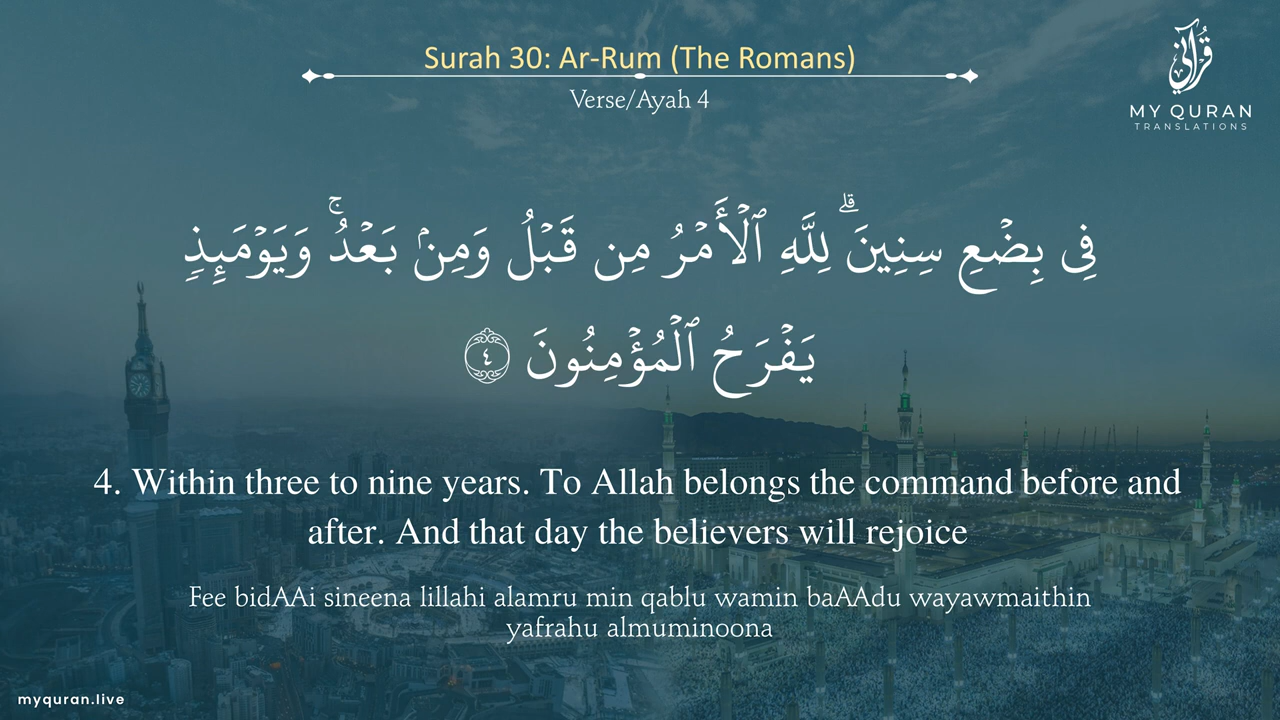 Surah 30: Ar-Rum (The Romans)
Verse/Ayah 4
قرآني
MY QURAN
TRANSLATIONS
فِى بِضْعِ سِنِينَ ۗ لِلَّهِ ٱلْأَمْرُ مِن قَبْلُ وَمِنۢ بَعْدُ ۚ وَيَوْمَئِذٍ
يَفْرَحُ ٱلْمُؤْمِنُونَ ٤
4. Within three to nine years. To Allah belongs the command before and
after. And that day the believers will rejoice
Fee bidAAi sineena lillahi alamru min qablu wamin baAAdu wayawmaithin
yafrahu almuminoona
myquran.live